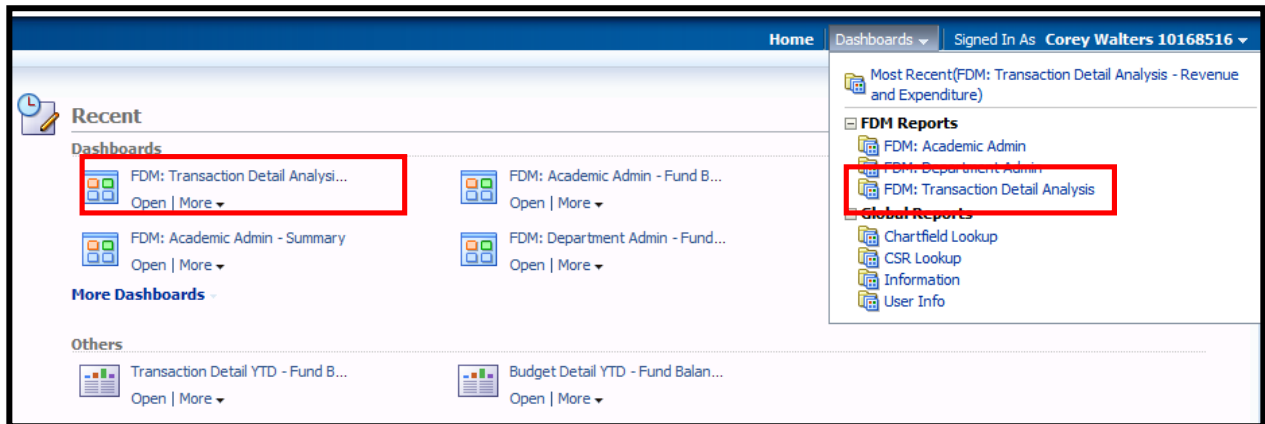 Home Dashboards Signed In As Corey Walters 10168516
Most Recent(FDM: Transaction Detail Analysis - Revenue
and Expenditure)
FDM Reports
FDM: Academic Admin
FDM: Department Admin
FDM: Transaction Detail Analysis
Global Reports
Chartfield Lookup
CSR Lookup
Information
User Info
Recent
Dashboards
FDM: Transaction Detail Analysi...
Open | More
FDM: Academic Admin - Fund B...
Open | More
FDM: Academic Admin - Summary
Open | More
FDM: Department Admin - Fund...
Open | More
More Dashboards
Others
Transaction Detail YTD - Fund B...
Open | More
Budget Detail YTD - Fund Balan...
Open | More